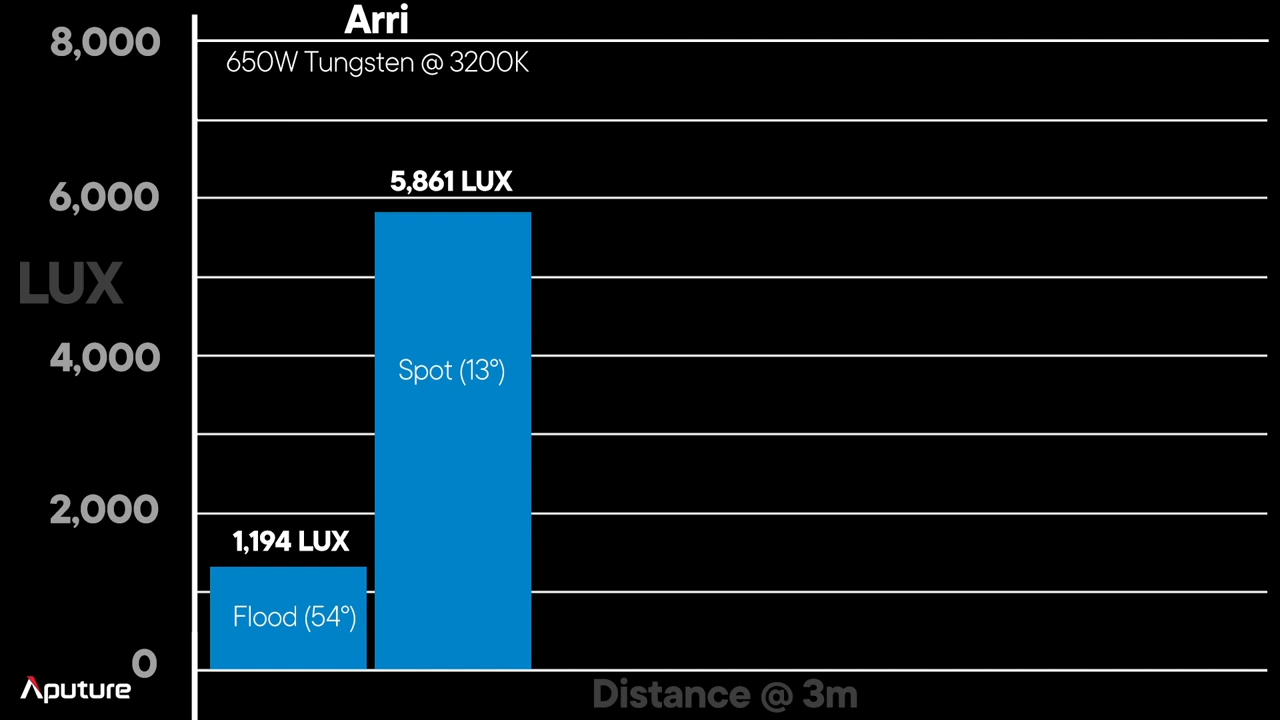 Arri
8,000
650W Tungsten @ 3200K
5,861 LUX
6,000
LUX
4,000
Spot (13°)
2,000
1,194 LUX
Flood (54°)
0
Aputure
Distance @ 3m